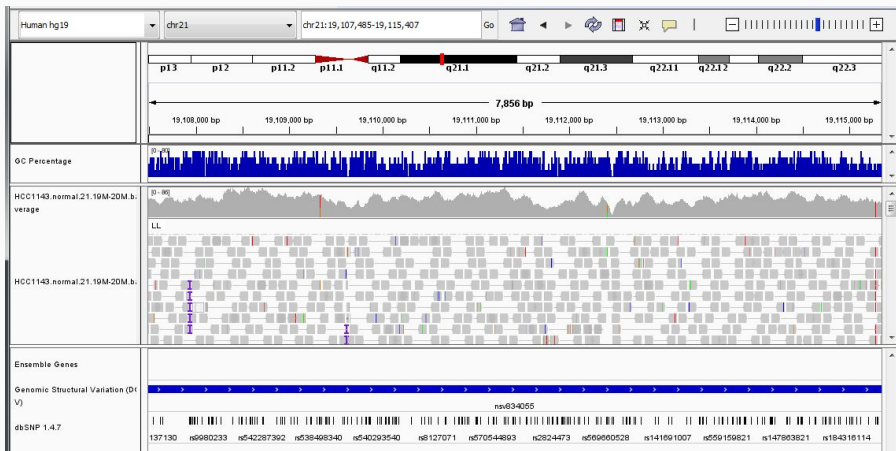 Human hg19 chr21 chr21:19,107,485-19,115,407 Go
p13 p12 p11.2 p11.1 q11.2 q21.1 q21.2 q21.3 q22.11 q22.12 q22.2 q22.3
7,856 bp
19,108,000 bp 19,109,000 bp 19,110,000 bp 19,111,000 bp 19,112,000 bp 19,113,000 bp 19,114,000 bp 19,115,000 bp
GC Percentage
HCC1143.normal.21.19M-20M.b
verage
[0 - 86]
LL
HCC1143.normal.21.19M-20M.b
Ensemble Genes
Genomic Structural Variation (D
V)
nsv834055
dbSNP 1.4.7
137130 rs9980233 rs542287392 rs538498340 rs540293540 rs8127071 rs570544893 rs2824473 rs569660528 rs141691007 rs559159821 rs147863821 rs184316114